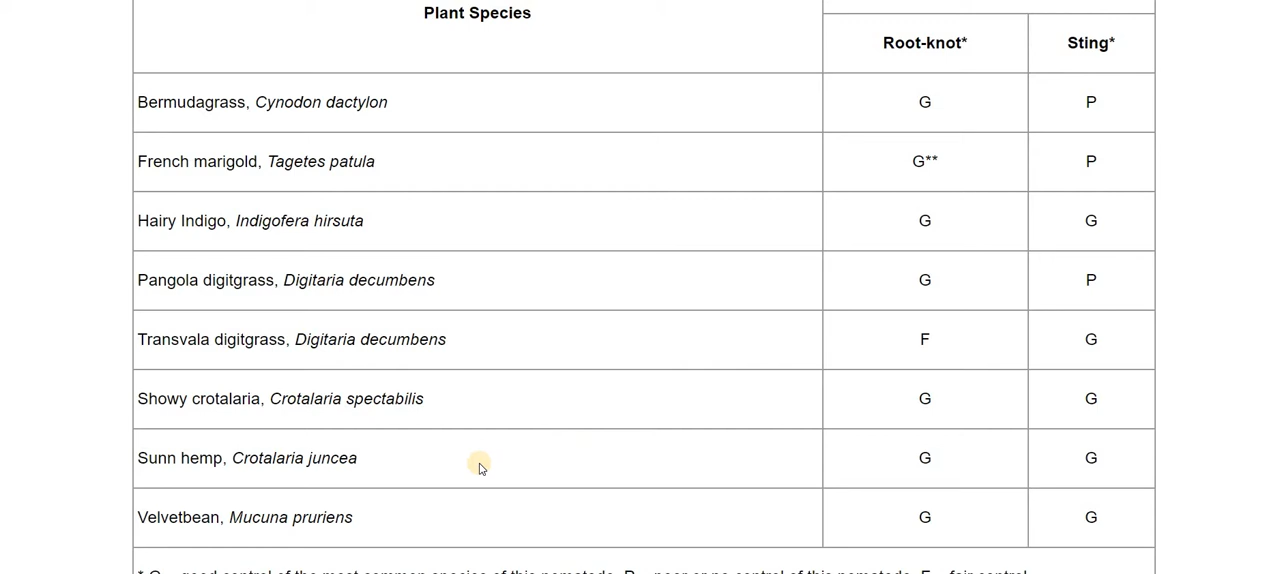 Plant Species
Root-knot* Sting*
Bermudagrass, Cynodon dactylon G P
French marigold, Tagetes patula G** P
Hairy Indigo, Indigofera hirsuta G G
Pangola digitgrass, Digitaria decumbens G P
Transvala digitgrass, Digitaria decumbens F G
Showy crotalaria, Crotalaria spectabilis G G
Sunn hemp, Crotalaria juncea G G
Velvetbean, Mucuna pruriens G G
* G = good control of the most common species of this nematode, P = poor or no control of this nematode, F = fair control